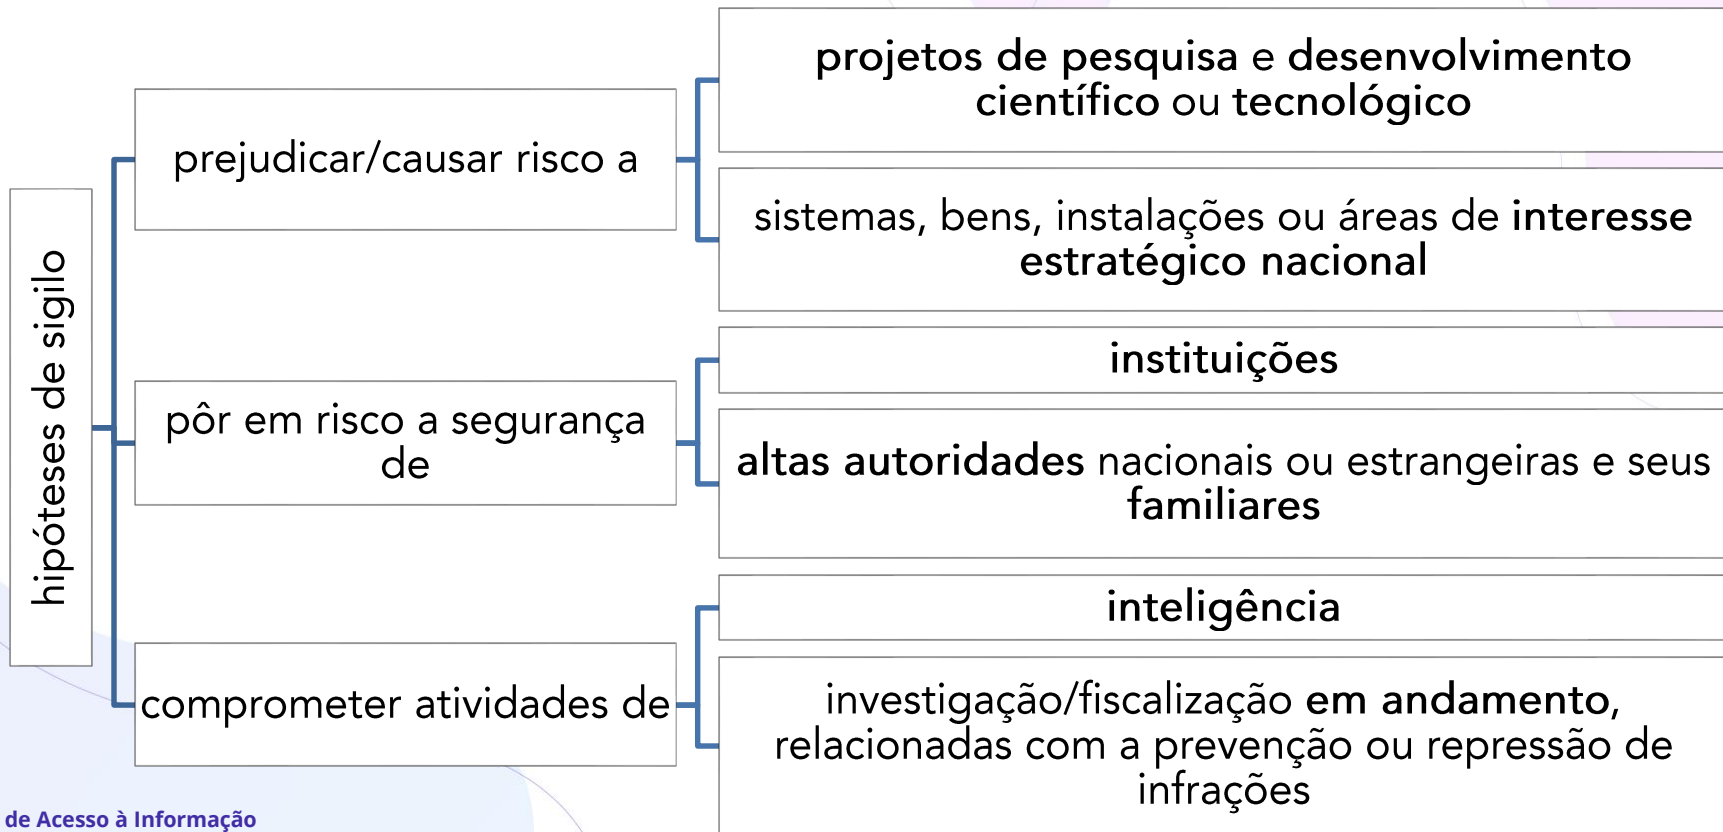 hipóteses de sigilo
prejudicar/causar risco a
projetos de pesquisa e desenvolvimento
científico ou tecnológico
sistemas, bens, instalações ou áreas de interesse
estratégico nacional
pôr em risco a segurança
de
instituições
altas autoridades nacionais ou estrangeiras e seus
familiares
comprometer atividades de
inteligência
investigação/fiscalização em andamento,
relacionadas com a prevenção ou repressão de
infrações
de Acesso à Informação